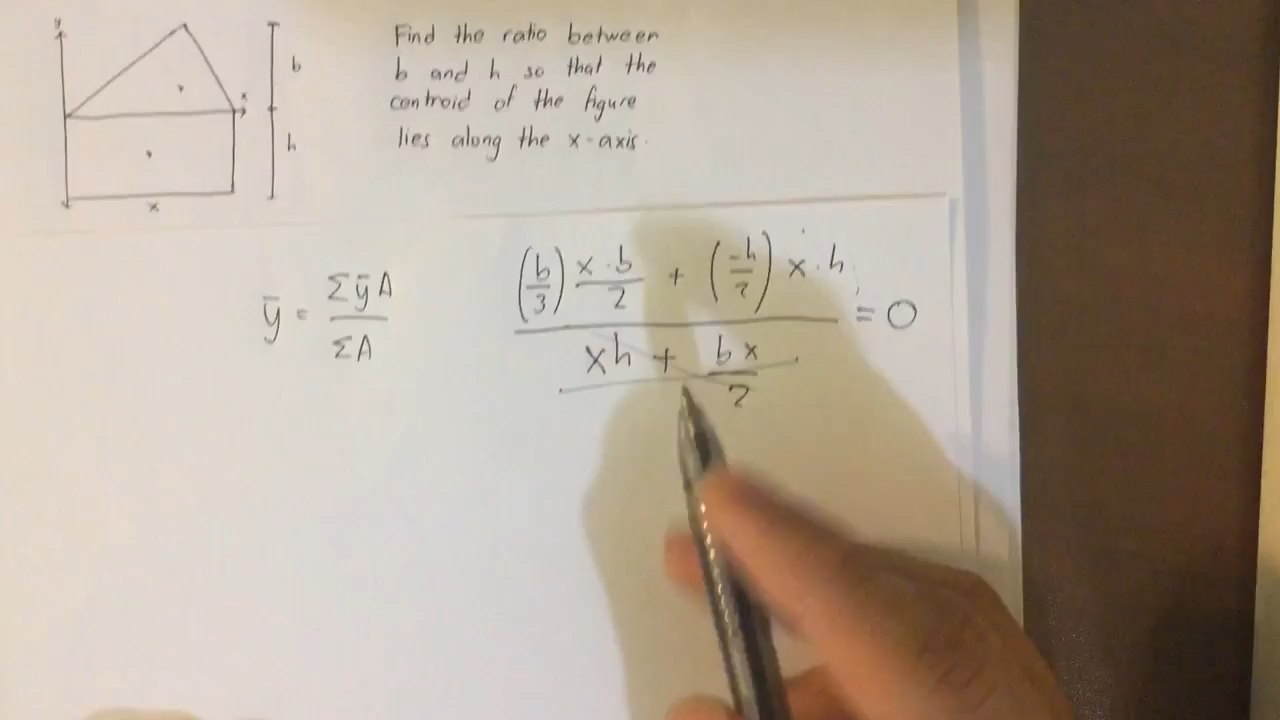 y
x
b
h
x
Find the ratio between
b and h so that the
centroid of the figure
lies along the x-axis.
ȳ = ΣȳA / ΣA
((b/3) x·b/2 + (-h/2) x·h) / (xh + bx/2) = 0